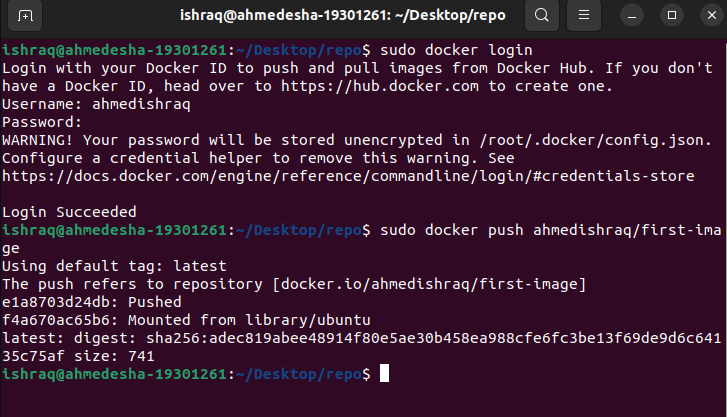 ishraq@ahmedesha-19301261: ~/Desktop/repo
ishraq@ahmedesha-19301261:~/Desktop/repo$ sudo docker login
Login with your Docker ID to push and pull images from Docker Hub. If you don't
have a Docker ID, head over to https://hub.docker.com to create one.
Username: ahmedishraq
Password:
WARNING! Your password will be stored unencrypted in /root/.docker/config.json.
Configure a credential helper to remove this warning. See
https://docs.docker.com/engine/reference/commandline/login/#credentials-store
Login Succeeded
ishraq@ahmedesha-19301261:~/Desktop/repo$ sudo docker push ahmedishraq/first-ima
ge
Using default tag: latest
The push refers to repository [docker.io/ahmedishraq/first-image]
e1a8703d24db: Pushed
f4a670ac65b6: Mounted from library/ubuntu
latest: digest: sha256:adec819abee48914f80e5ae30b458ea988cfe6fc3be13f69de9d6c641
35c75af size: 741
ishraq@ahmedesha-19301261:~/Desktop/repo$